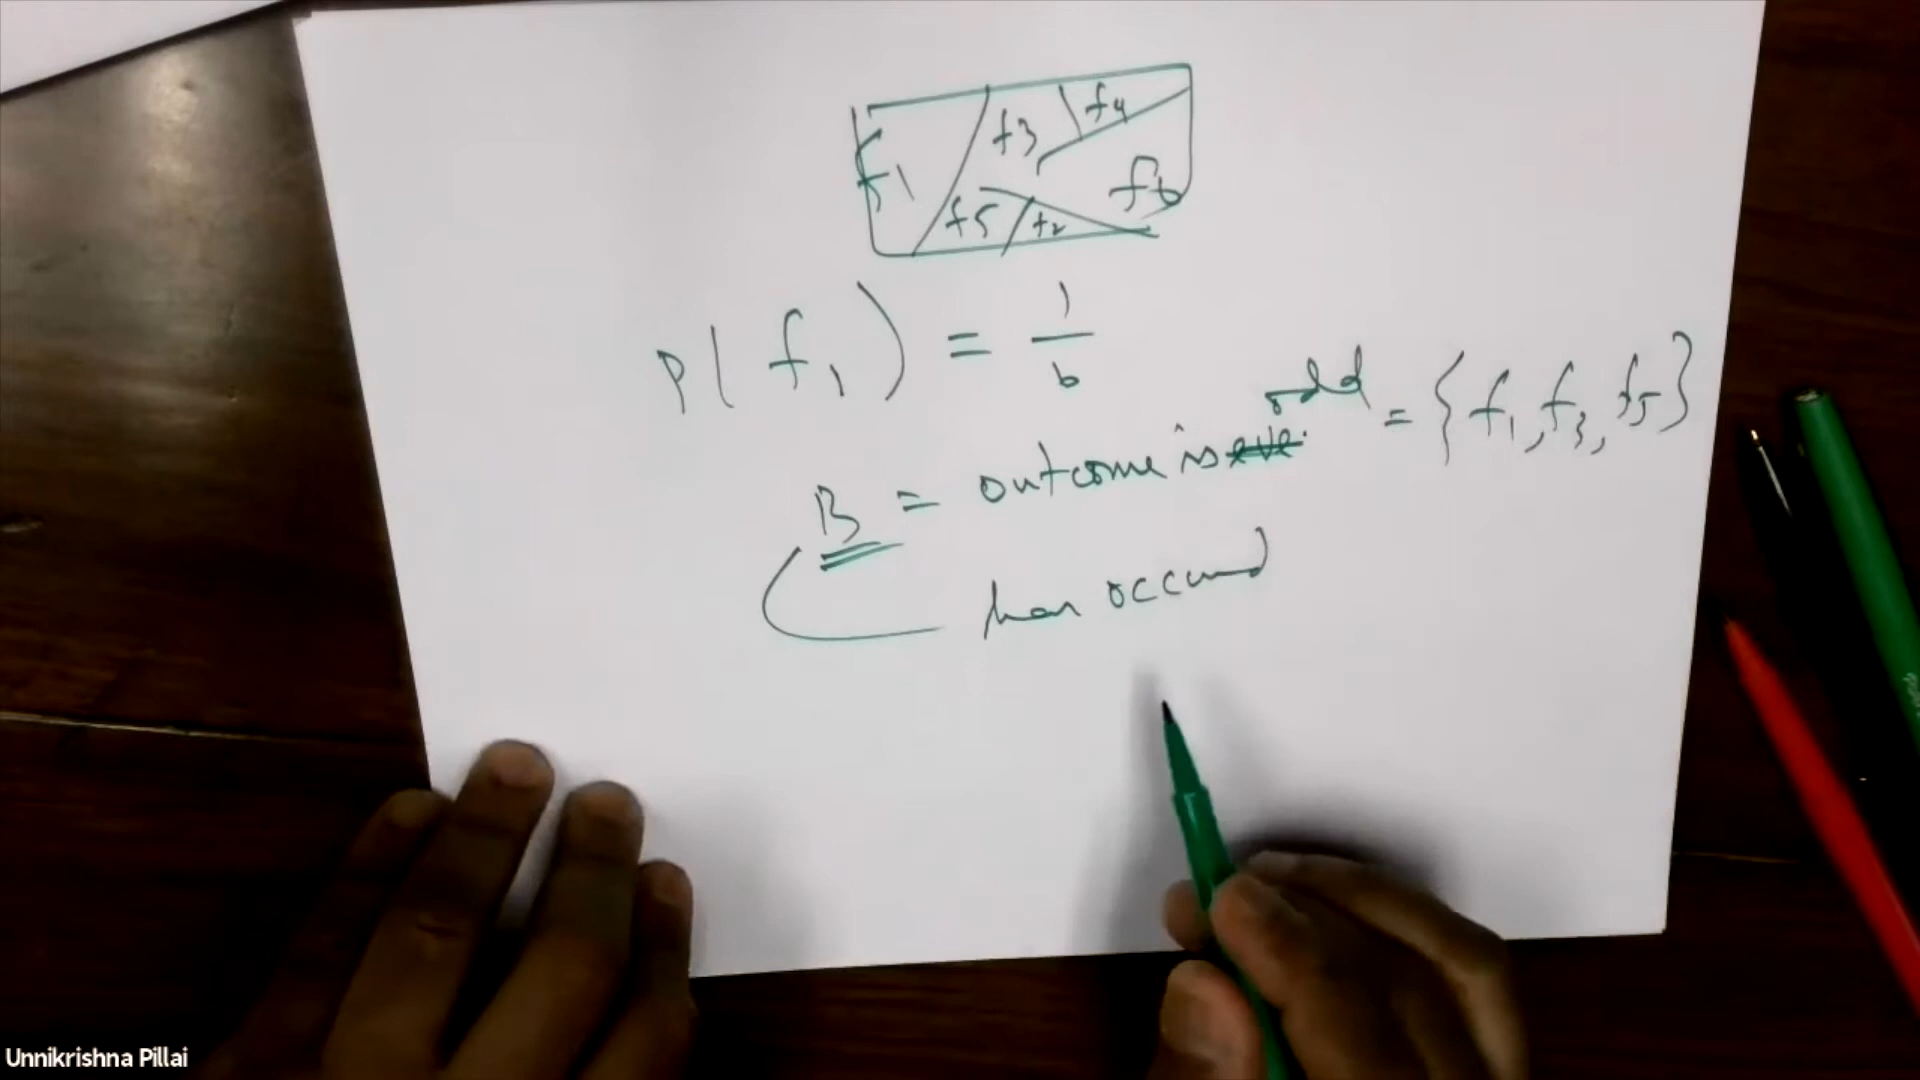 f1 f3 f4
f5 f2 f6
P(f1) = 1/6
B = outcome is eve odd = {f1, f3, f5}
has occured
Unnikrishna Pillai